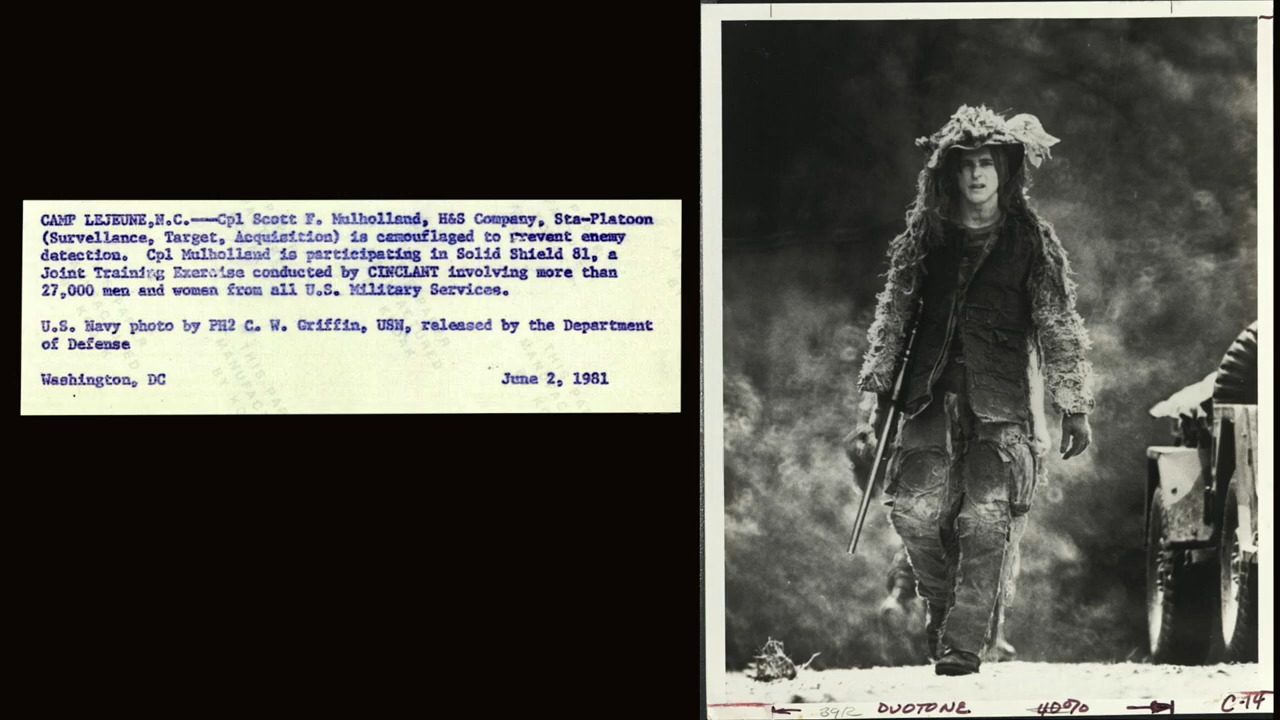 CAMP LEJEUNE,N.C.——Cpl Scott F. Mulholland, H&S Company, Sta-Platoon
(Survellance, Target, Acquisition) is camouflaged to prevent enemy
detection. Cpl Mulholland is participating in Solid Shield 81, a
Joint Training Exercise conducted by CINCLANT involving more than
27,000 men and women from all U.S. Military Services.
U.S. Navy photo by PH2 C. W. Griffin, USN, released by the Department
of Defense
Washington, DC June 2, 1981
DUOTONE 40% C-14